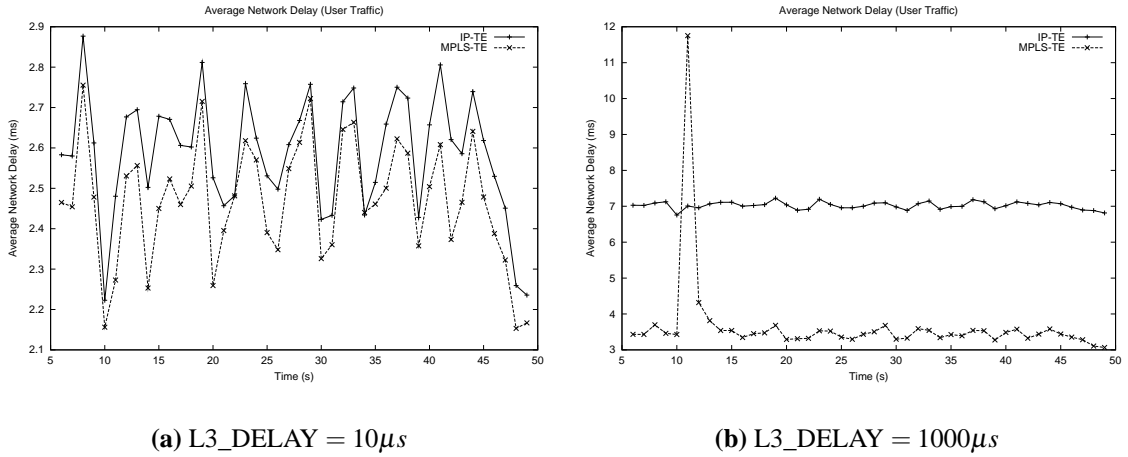 Average Network Delay (User Traffic)
IP-TE
MPLS-TE
2.9
2.8
2.7
2.6
2.5
2.4
2.3
2.2
2.1
Average Network Delay (ms)
5 10 15 20 25 30 35 40 45 50
Time (s)
(a) L3_DELAY = 10μs
Average Network Delay (User Traffic)
IP-TE
MPLS-TE
12
11
10
9
8
7
6
5
4
3
Average Network Delay (ms)
5 10 15 20 25 30 35 40 45 50
Time (s)
(b) L3_DELAY = 1000μs